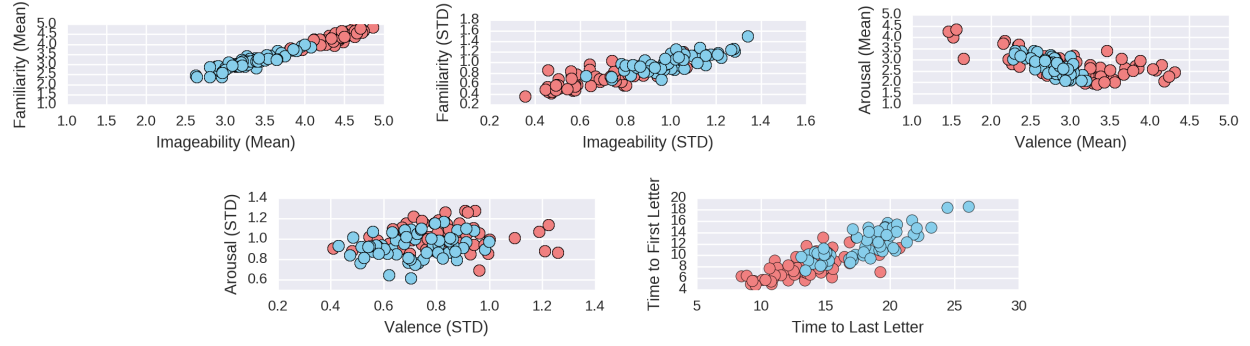 Familiarity (Mean)
5.0
4.5
4.0
3.5
3.0
2.5
2.0
1.5
1.0
1.0 1.5 2.0 2.5 3.0 3.5 4.0 4.5 5.0
Imageability (Mean)
Familiarity (STD)
1.8
1.6
1.4
1.2
1.0
0.8
0.6
0.4
0.2
0.2 0.4 0.6 0.8 1.0 1.2 1.4 1.6
Imageability (STD)
Arousal (Mean)
5.0
4.5
4.0
3.5
3.0
2.5
2.0
1.5
1.0
1.0 1.5 2.0 2.5 3.0 3.5 4.0 4.5 5.0
Valence (Mean)
Arousal (STD)
1.4
1.2
1.0
0.8
0.6
0.2 0.4 0.6 0.8 1.0 1.2 1.4
Valence (STD)
Time to First Letter
20
18
16
14
12
10
8
6
4
5 10 15 20 25 30
Time to Last Letter